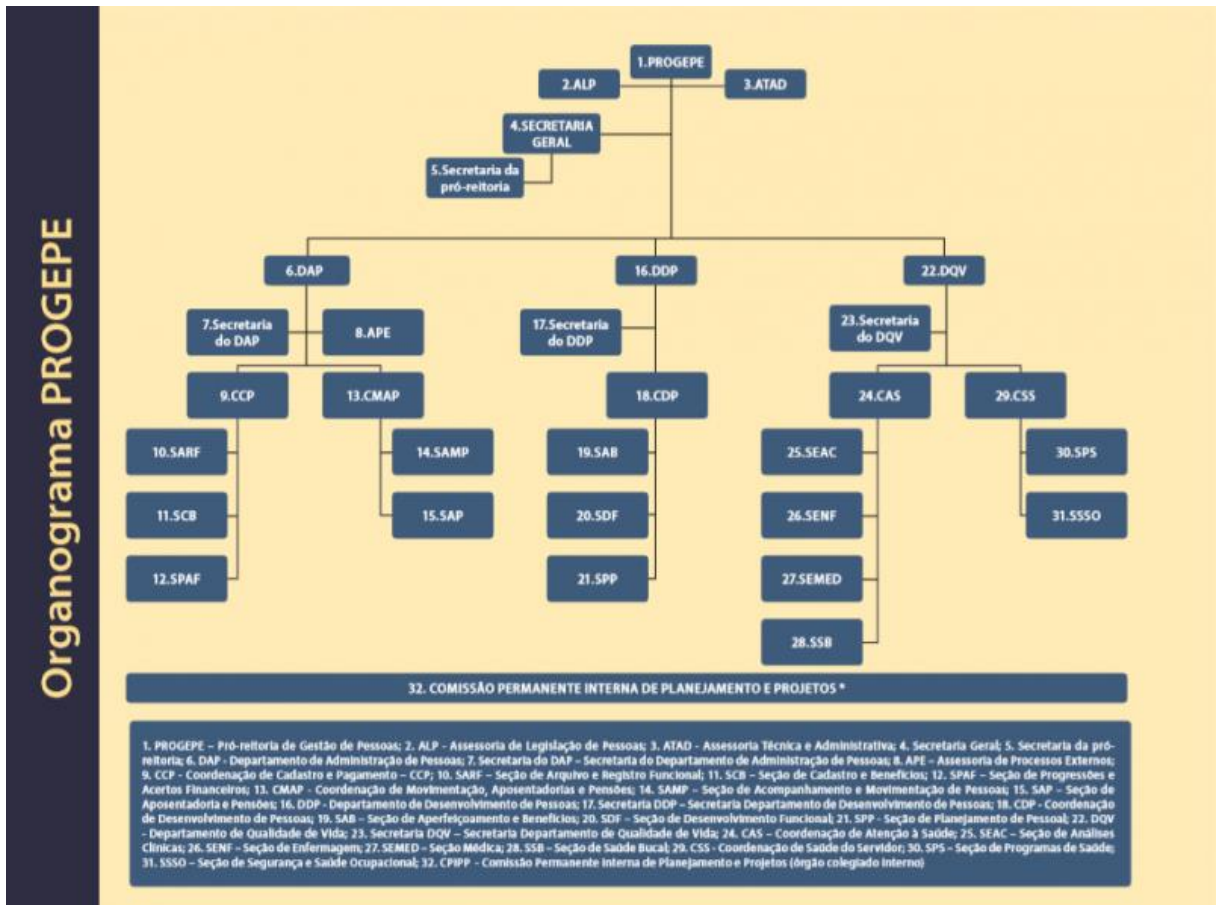 Organograma PROGEPE
1.PROGEPE
2.ALP
3.ATAD
4.SECRETARIA
GERAL
5.Secretaria da
pró-reitoria
6.DAP
16.DDP
22.DQV
7.Secretaria
do DAP
8.APE
17.Secretaria
do DDP
23.Secretaria
do DQV
9.CCP
13.CMAP
18.CDP
24.CAS
29.CSS
10.SARF
14.SAMP
19.SAB
25.SEAC
30.SPS
11.SCB
15.SAP
20.SDF
26.SENF
31.SSSO
12.SPAF
21.SPP
27.SEMED
28.SSB
32. COMISSÃO PERMANENTE INTERNA DE PLANEJAMENTO E PROJETOS *
1. PROGEPE – Pró-reitoria de Gestão de Pessoas; 2. ALP - Assessoria de Legislação de Pessoas; 3. ATAD - Assessoria Técnica e Administrativa; 4. Secretaria Geral; 5. Secretaria da pró-
reitoria; 6. DAP - Departamento de Administração de Pessoas; 7. Secretaria do DAP – Secretaria do Departamento de Administração de Pessoas; 8. APE – Assessoria de Processos Externos;
9. CCP - Coordenação de Cadastro e Pagamento – CCP; 10. SARF – Seção de Arquivo e Registro Funcional; 11. SCB – Seção de Cadastro e Benefícios; 12. SPAF – Seção de Progressões e
Acertos Financeiros; 13. CMAP - Coordenação de Movimentação, Aposentadorias e Pensões; 14. SAMP – Seção de Acompanhamento e Movimentação de Pessoas; 15. SAP – Seção de
Aposentadoria e Pensões; 16. DDP - Departamento de Desenvolvimento de Pessoas; 17. Secretaria DDP – Secretaria Departamento de Desenvolvimento de Pessoas; 18. CDP - Coordenação
de Desenvolvimento de Pessoas; 19. SAB – Seção de Aperfeiçoamento e Benefícios; 20. SDF – Seção de Desenvolvimento Funcional; 21. SPP - Seção de Planejamento de Pessoal; 22. DQV
- Departamento de Qualidade de Vida; 23. Secretaria DQV – Secretaria Departamento de Qualidade de Vida; 24. CAS – Coordenação de Atenção à Saúde; 25. SEAC – Seção de Análises
Clínicas; 26. SENF – Seção de Enfermagem; 27. SEMED – Seção Médica; 28. SSB – Seção de Saúde Bucal; 29. CSS - Coordenação de Saúde do Servidor; 30. SPS – Seção de Programas de Saúde;
31. SSSO – Seção de Segurança e Saúde Ocupacional; 32. CPIPP - Comissão Permanente Interna de Planejamento e Projetos (órgão colegiado interno)